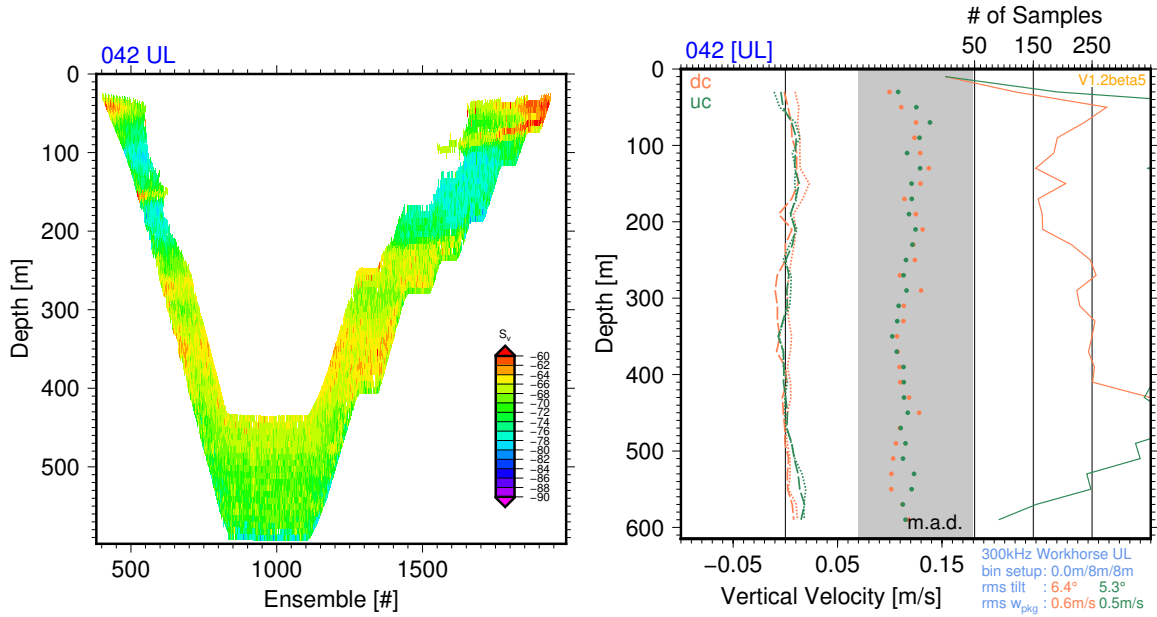 042 UL
0
100
200
300
400
500
Depth [m]
500
1000
1500
Ensemble [#]
Sv
−60
−62
−64
−66
−68
−70
−72
−74
−76
−78
−80
−82
−84
−86
−88
−90
# of Samples
50
150
250
042 [UL]
dc
uc
V1.2beta5
0
100
200
300
400
500
600
Depth [m]
m.a.d.
−0.05
0.00
0.05
0.15
Vertical Velocity [m/s]
300kHz Workhorse UL
bin setup : 0.0m/8m/8m
rms tilt : 6.4° 5.3°
rms wpkg : 0.6m/s 0.5m/s